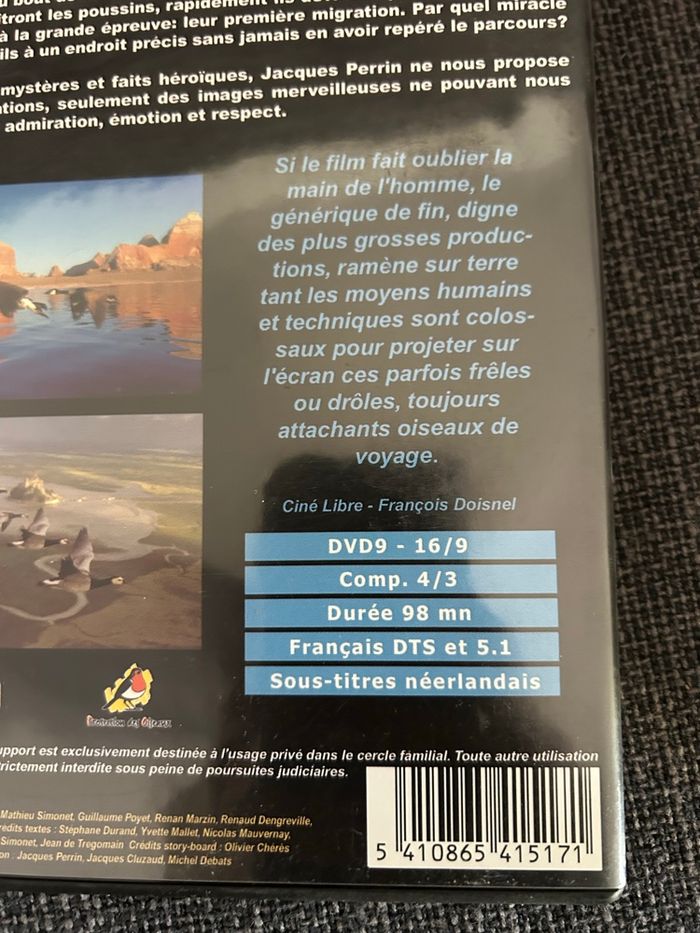 tront les poussins, rapidement ils
à la grande épreuve: leur première migration. Par quel miracle
ils à un endroit précis sans jamais en avoir repéré le parcours?
mystères et faits héroïques, Jacques Perrin ne nous propose
tions, seulement des images merveilleuses ne pouvant nous
admiration, émotion et respect.
Si le film fait oublier la
main de l'homme, le
générique de fin, digne
des plus grosses produc-
tions, ramène sur terre
tant les moyens humains
et techniques sont colos-
saux pour projeter sur
l'écran ces parfois frêles
ou drôles, toujours
attachants oiseaux de
voyage.
Ciné Libre - François Doisnel
DVD9 - 16/9
Comp. 4/3
Durée 98 mn
Français DTS et 5.1
Sous-titres néerlandais
Protection des Oiseaux
upport est exclusivement destinée à l'usage privé dans le cercle familial. Toute autre utilisation
trictement interdite sous peine de poursuites judiciaires.
Mathieu Simonet, Guillaume Poyet, Renan Marzin, Renaud Dengreville,
rédits textes : Stéphane Durand, Yvette Mallet, Nicolas Mauvernay,
Simonet, Jean de Tregomain Crédits story-board : Olivier Chérès
on : Jacques Perrin, Jacques Cluzaud, Michel Debats
5 410865 415171